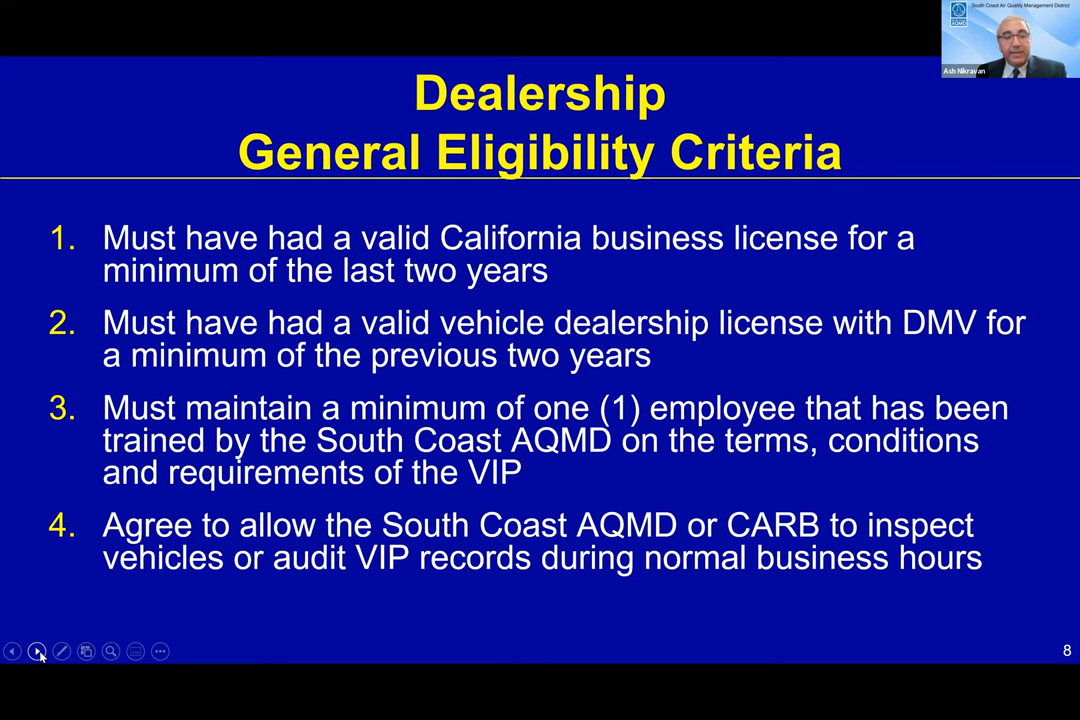 South Coast Air Quality Management District
AQMD
Ash Nikravan
Dealership
General Eligibility Criteria
1. Must have had a valid California business license for a
minimum of the last two years
2. Must have had a valid vehicle dealership license with DMV for
a minimum of the previous two years
3. Must maintain a minimum of one (1) employee that has been
trained by the South Coast AQMD on the terms, conditions
and requirements of the VIP
4. Agree to allow the South Coast AQMD or CARB to inspect
vehicles or audit VIP records during normal business hours
8